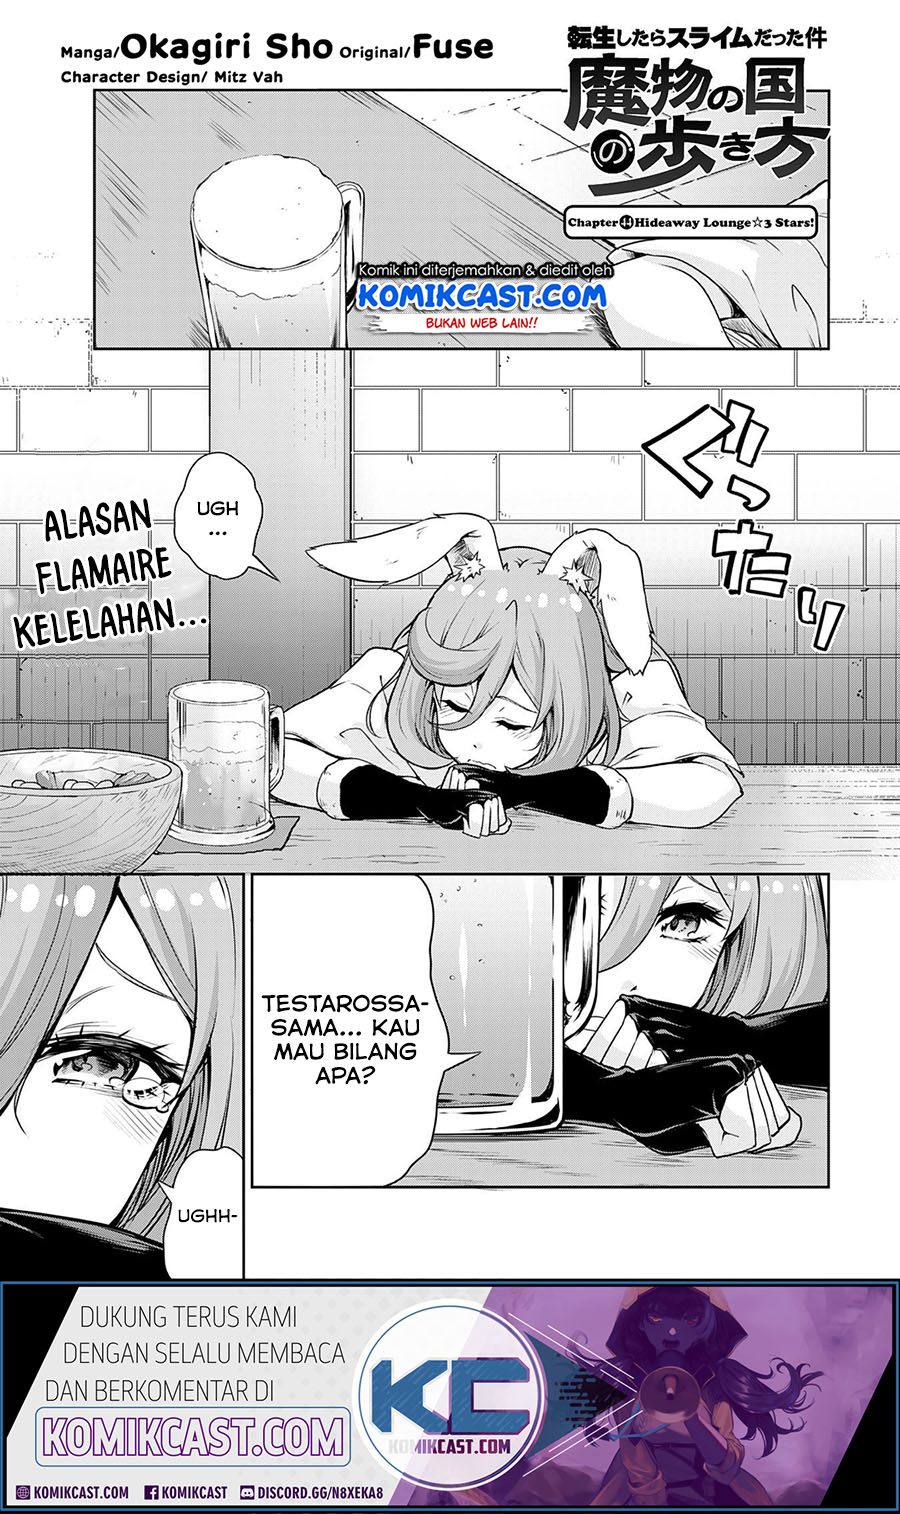 Manga/Okagiri Sho Original/Fuse
Character Design/ Mitz Vah
転生したらスライムだった件
魔物の国
の歩き方
Chapter 44 Hideaway Lounge☆3 Stars!
Komik ini diterjemahkan & diedit oleh
KOMIKCAST.COM
BUKAN WEB LAIN!!
ぐったり
UGH
...
ALASAN
FLAMAIRE
KELELAHAN...
TESTAROSSA-
SAMA... KAU
MAU BILANG
APA?
UGHH-
DUKUNG TERUS KAMI
DENGAN SELALU MEMBACA
DAN BERKOMENTAR DI
KOMIKCAST.COM
KC
KOMIKCAST.COM
KOMIKCAST.COM KOMIKCAST DISCORD.GG/N8XEKA8